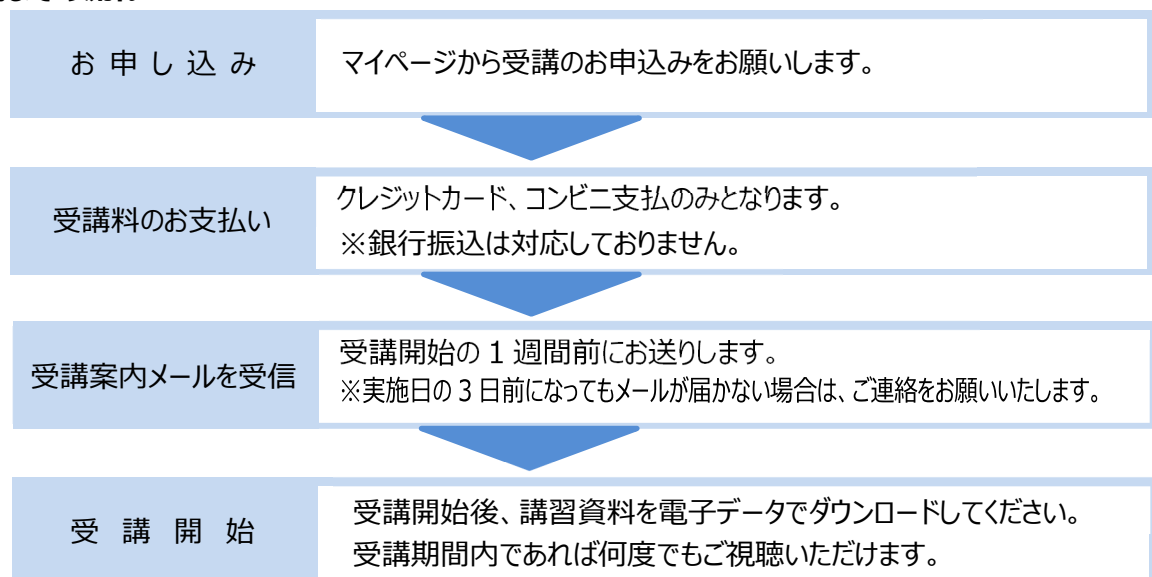 お 申 し 込 み
マイページから受講のお申込みをお願いします。
受講料のお支払い
クレジットカード、コンビニ支払のみとなります。
※銀行振込は対応しておりません。
受講案内メールを受信
受講開始の 1 週間前にお送りします。
※実施日の 3 日前になってもメールが届かない場合は、ご連絡をお願いいたします。
受 講 開 始
受講開始後、講習資料を電子データでダウンロードしてください。
受講期間内であれば何度でもご視聴いただけます。